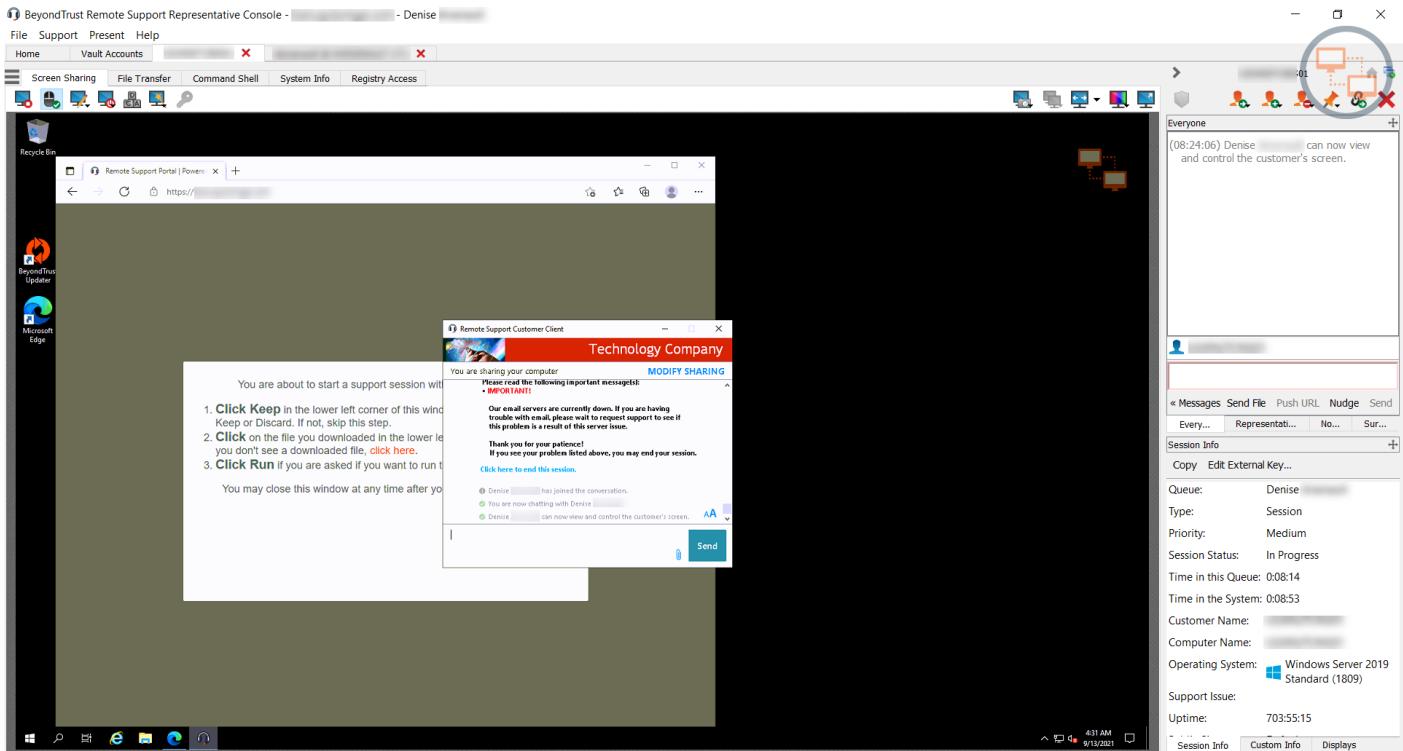 BeyondTrust Remote Support Representative Console - - Denise
File Support Present Help
Home Vault Accounts
Screen Sharing File Transfer Command Shell System Info Registry Access
01
Everyone
(08:24:06) Denise can now view
and control the customer's screen.
Recycle Bin
Remote Support Portal | Powere
https://
BeyondTrus
Updater
Microsoft
Edge
You are about to start a support session wit
1. Click Keep in the lower left corner of this wind
Keep or Discard. If not, skip this step.
2. Click on the file you downloaded in the lower le
you don't see a downloaded file, click here.
3. Click Run if you are asked if you want to run t
You may close this window at any time after yo
Remote Support Customer Client
Technology Company
You are sharing your computer MODIFY SHARING
Please read the following important message(s):
• IMPORTANT!
Our email servers are currently down. If you are having
trouble with email, please wait to request support to see if
this problem is a result of this server issue.
Thank you for your patience!
If you see your problem listed above, you may end your session.
Click here to end this session.
Denise has joined the conversation.
You are now chatting with Denise
Denise can now view and control the customer's screen.
AA
Send
« Messages Send File Push URL Nudge Send
Every... Representati... No... Sur...
Session Info
Copy Edit External Key...
Queue: Denise
Type: Session
Priority: Medium
Session Status: In Progress
Time in this Queue: 0:08:14
Time in the System: 0:08:53
Customer Name:
Computer Name:
Operating System: Windows Server 2019
Standard (1809)
Support Issue:
Uptime: 703:55:15
Session Info Custom Info Displays
4:31 AM
9/13/2021